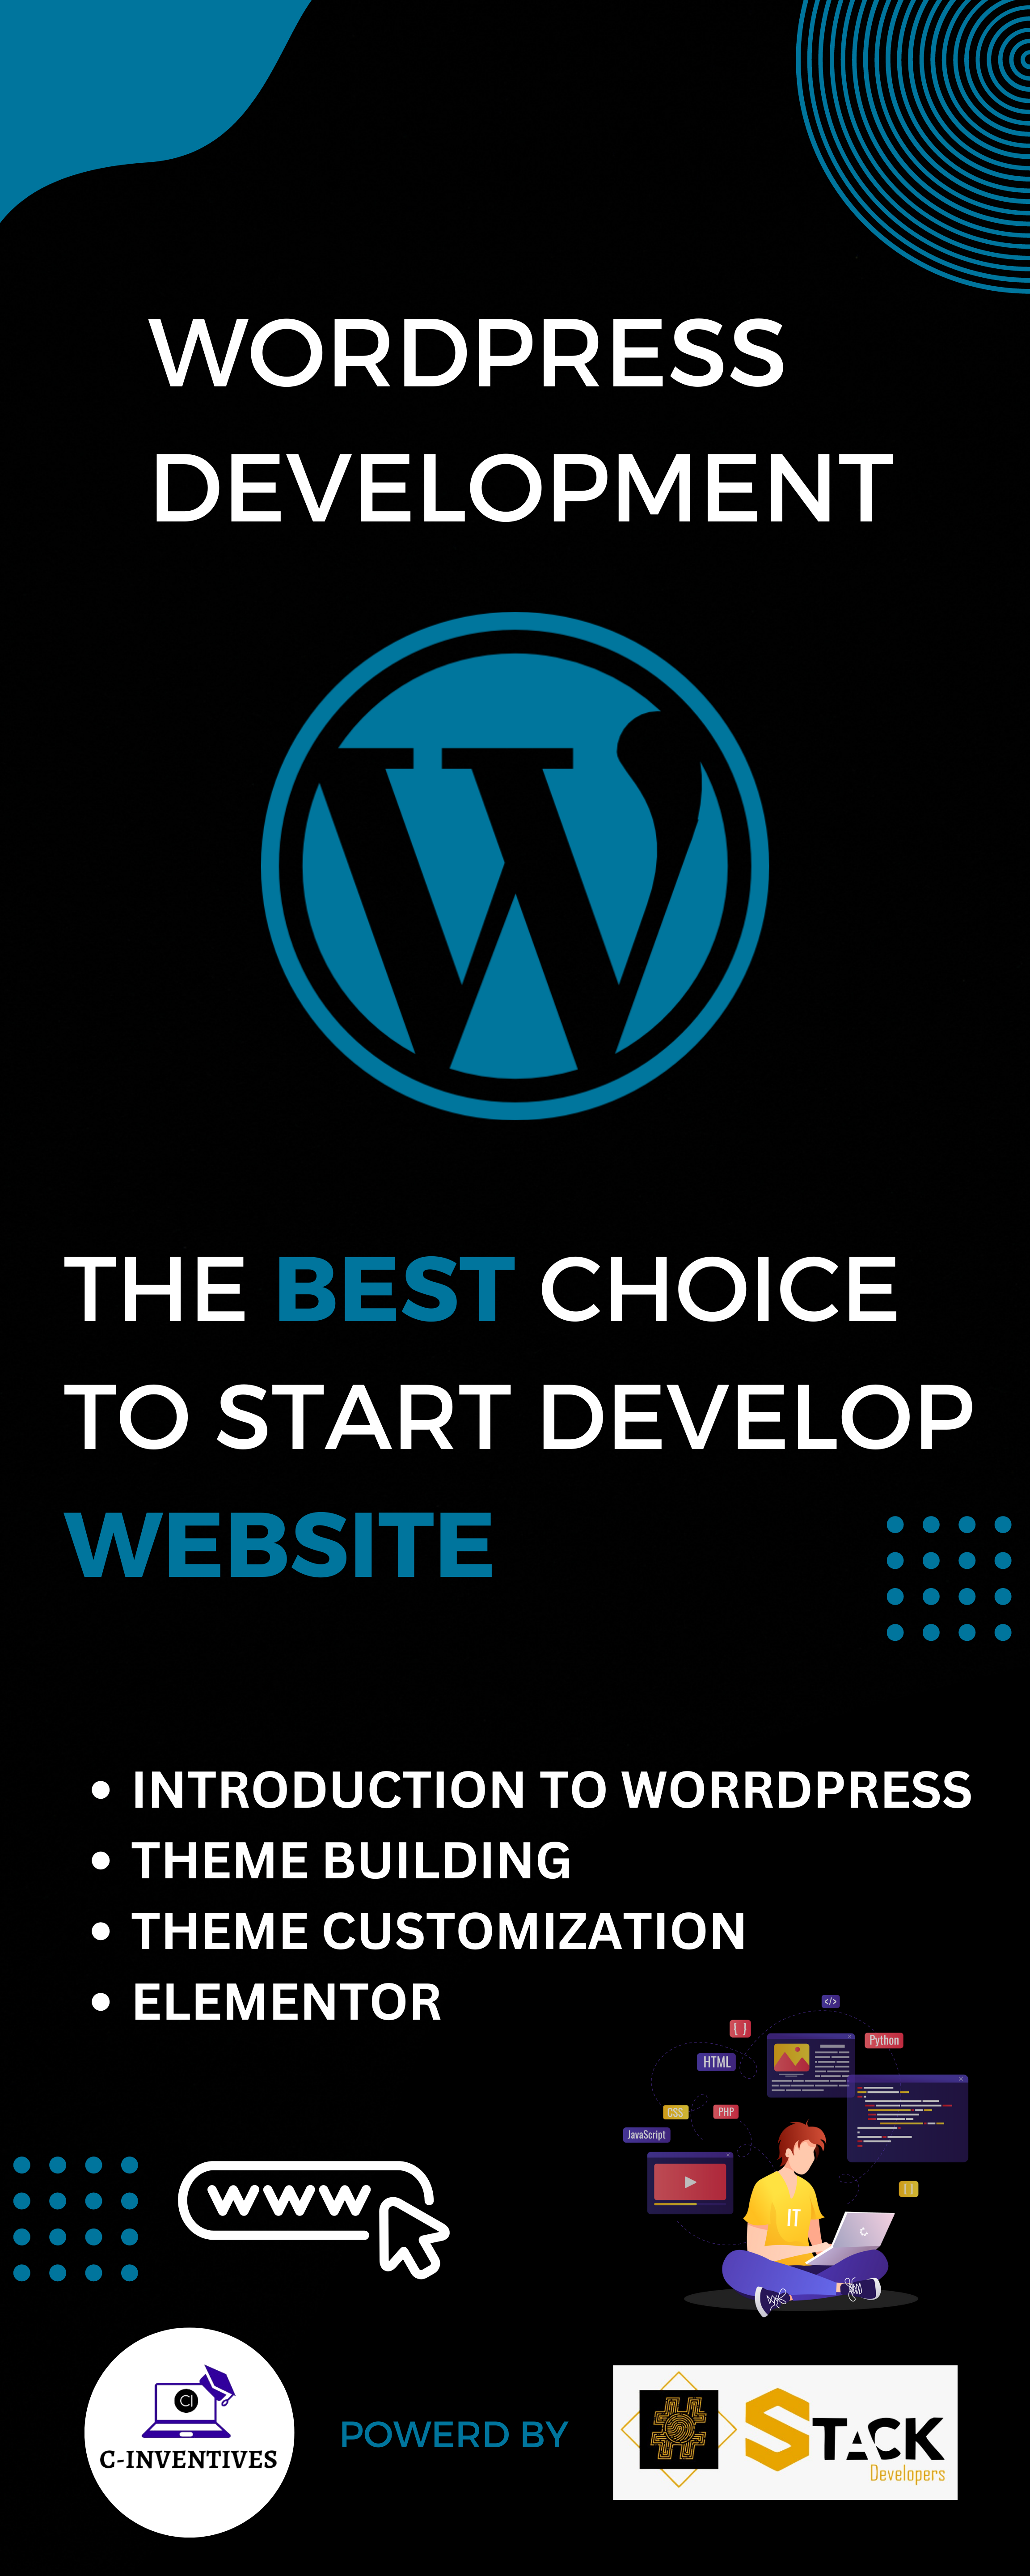 WORDPRESS
DEVELOPMENT
THE BEST CHOICE
TO START DEVELOP
WEBSITE
INTRODUCTION TO WORRDPRESS
THEME BUILDING
THEME CUSTOMIZATION
ELEMENTOR
</>
{ }
Python
HTML
CSS
PHP
JavaScript
[ ]
IT
www
CI
C-INVENTIVES
POWERD BY
STACK
Developers